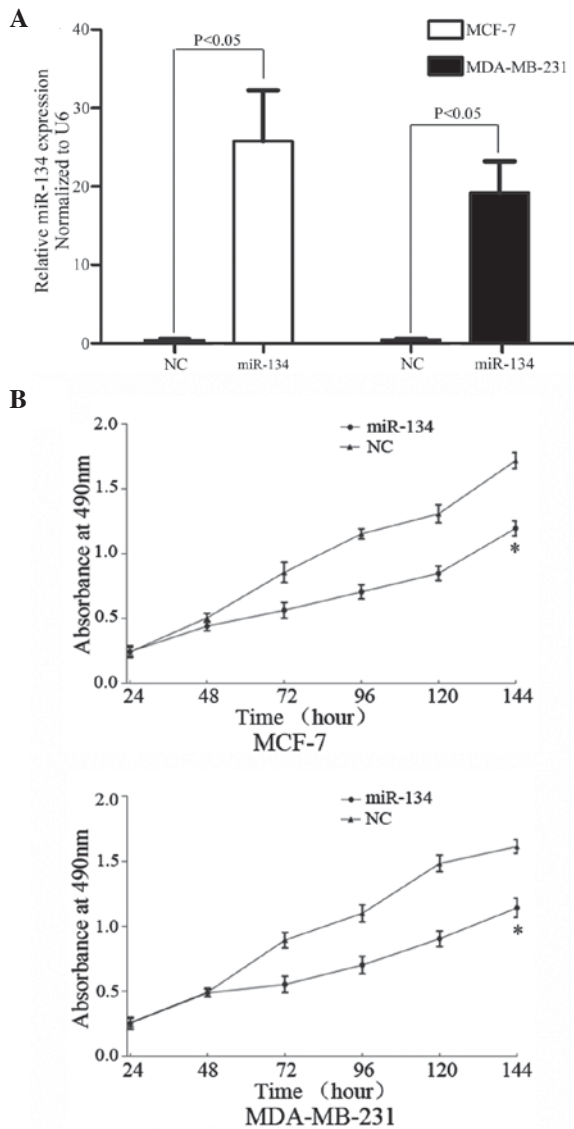 A
Relative miR-134 expression
Normalized to U6
40
30
20
10
0
P<0.05
P<0.05
MCF-7
MDA-MB-231
NC
miR-134
NC
miR-134
B
Absorbance at 490nm
2.0
1.5
1.0
0.5
0.0
miR-134
NC
*
24
48
72
96
120
144
Time（hour）
MCF-7
Absorbance at 490nm
2.0
1.5
1.0
0.5
0.0
miR-134
NC
*
24
48
72
96
120
144
Time（hour）
MDA-MB-231